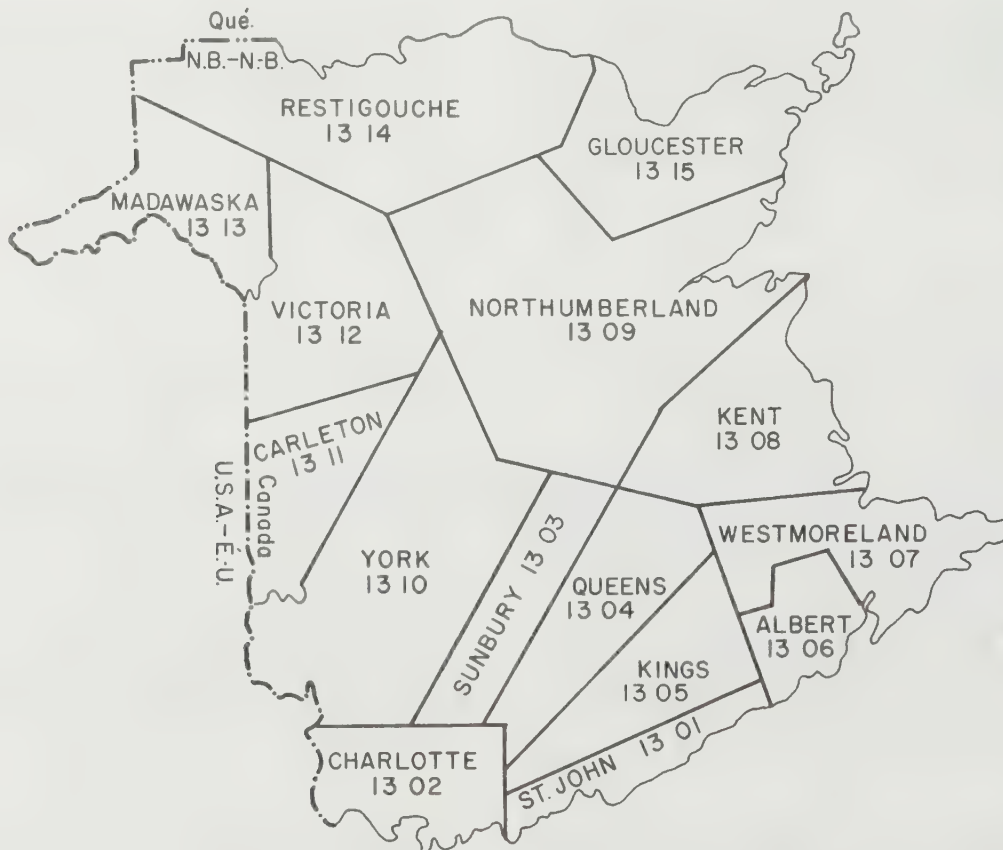 Qué.
N.B.-N.-B.
RESTIGOUCHE
13 14
GLOUCESTER
13 15
MADAWASKA
13 13
VICTORIA
13 12
NORTHUMBERLAND
13 09
CARLETON
13 11
KENT
13 08
U.S.A.-É.-U.
Canada
YORK
13 10
SUNBURY 13 03
QUEENS
13 04
WESTMORELAND
13 07
ALBERT
13 06
KINGS
13 05
ST. JOHN 13 01
CHARLOTTE
13 02